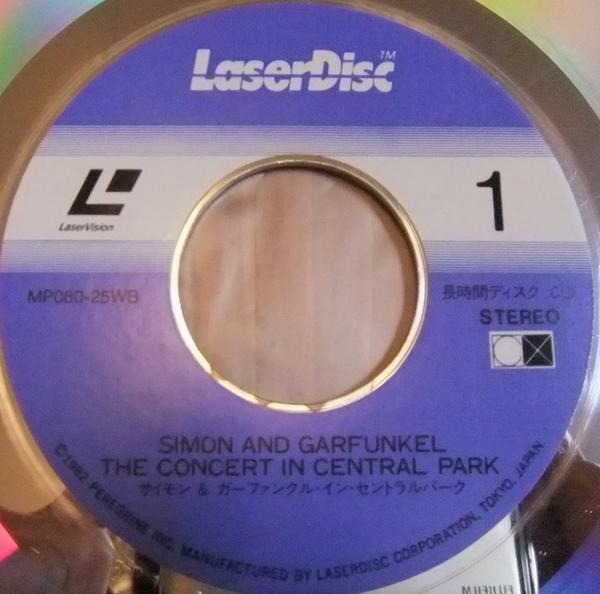 LaserDisc™
LaserVision
1
MP080-25WB
長時間ディスク
STEREO
SIMON AND GARFUNKEL
THE CONCERT IN CENTRAL PARK
サイモン & ガーファンクル・イン・セントラルパーク
©1982 PEREGRINE INC. MANUFACTURED BY LASERDISC CORPORATION, TOKYO, JAPAN
FUJIFILM